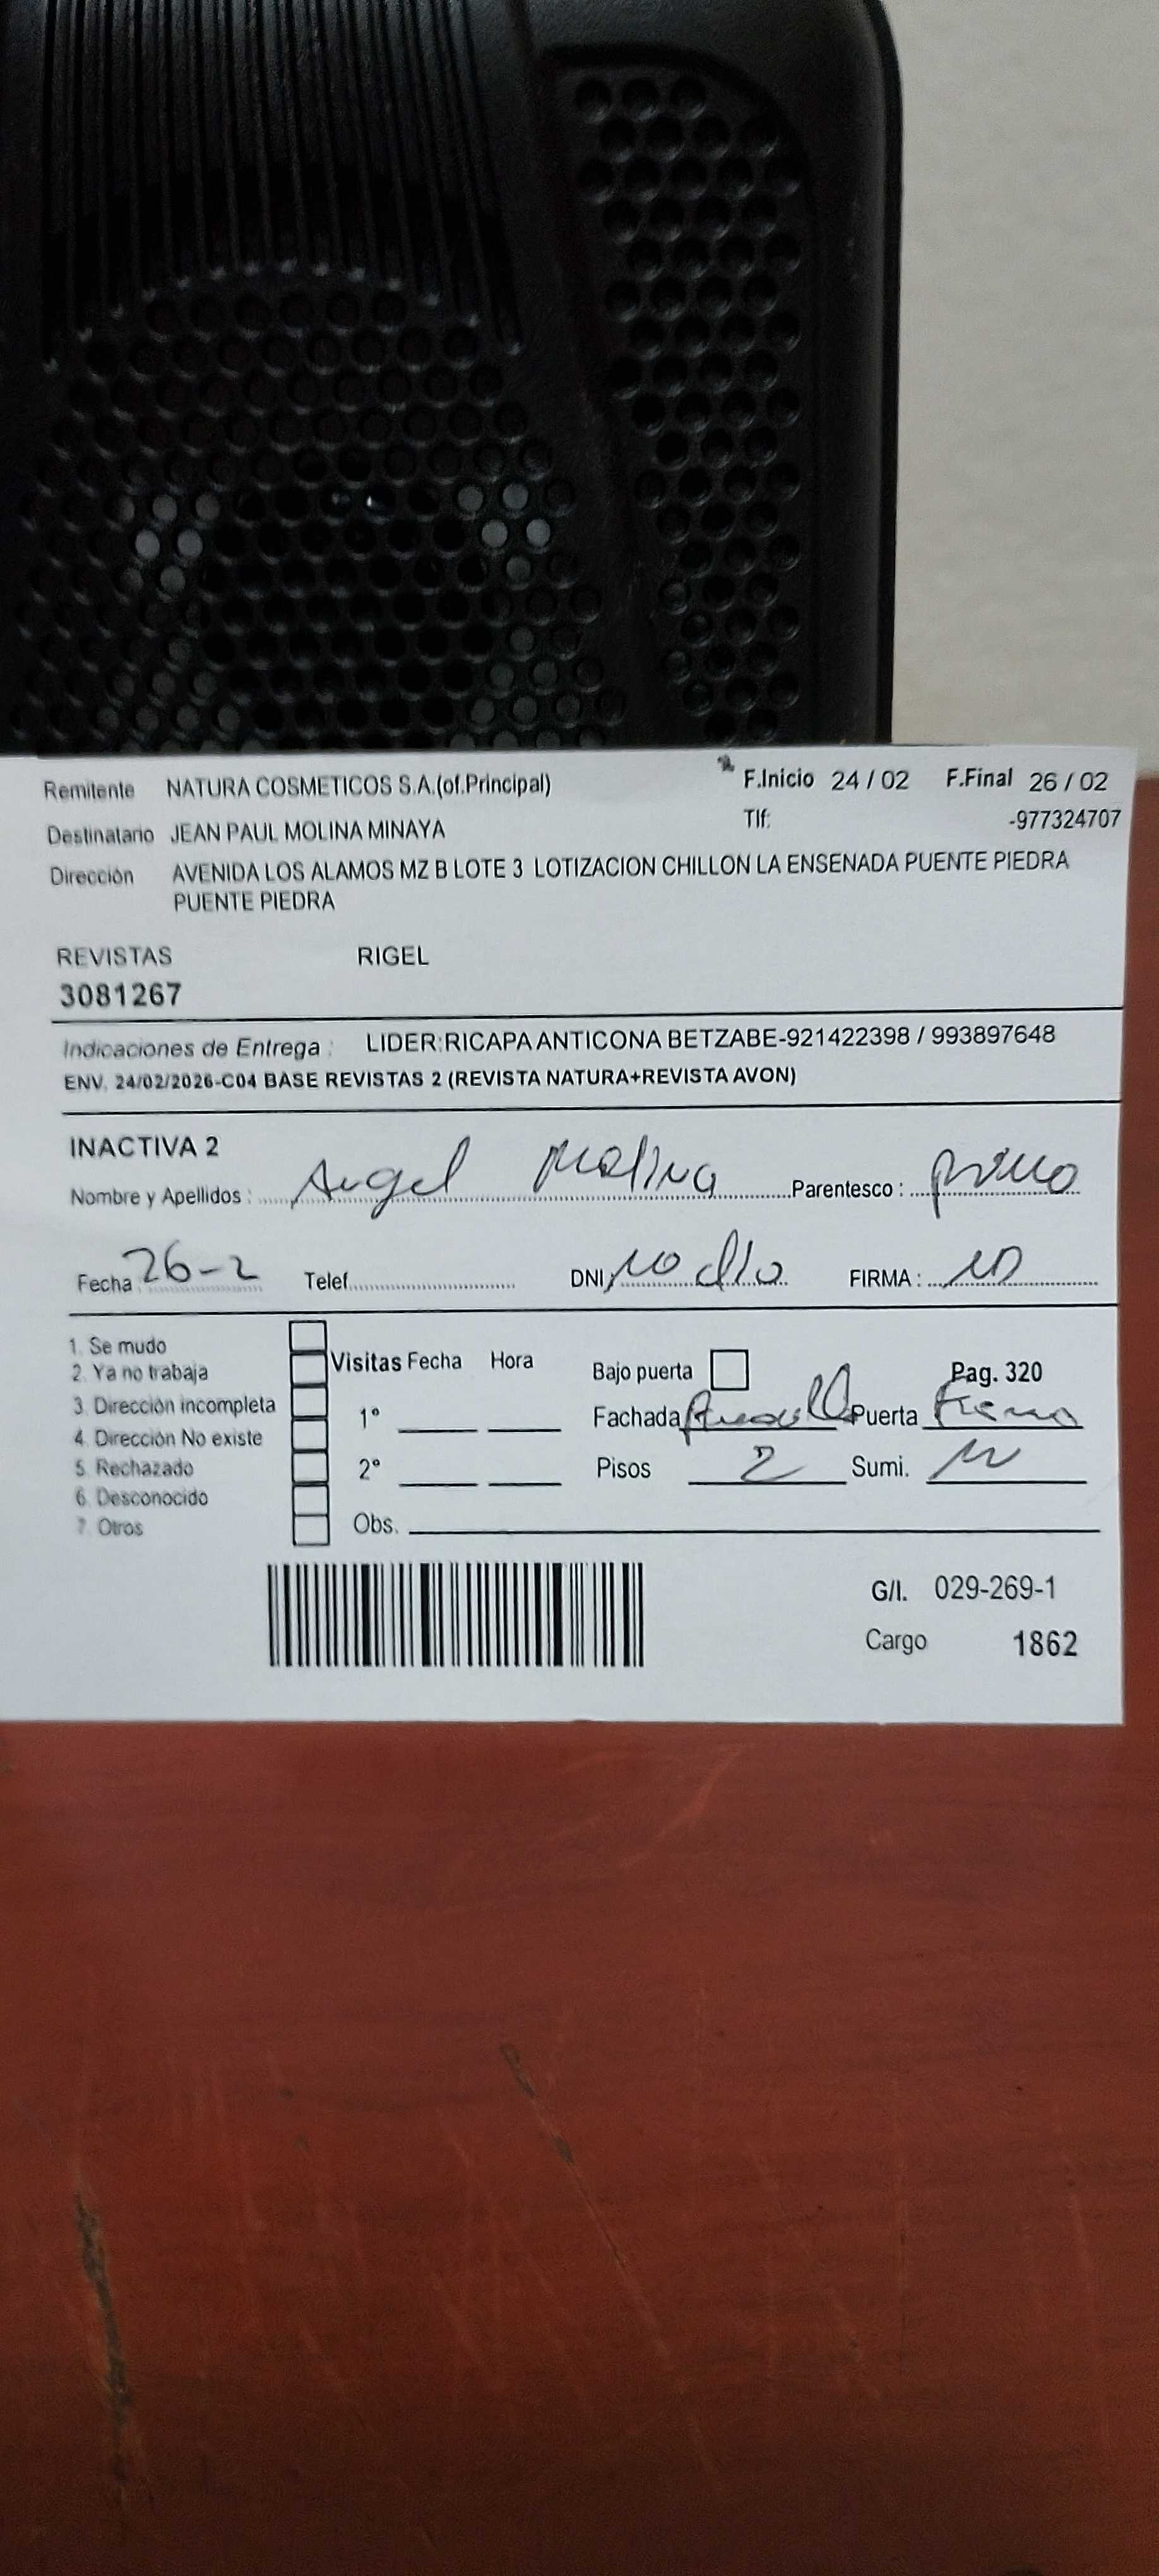 Remitente NATURA COSMETICOS S.A.(of.Principal) F.Inicio 24 / 02 F.Final 26 / 02
Destinatario JEAN PAUL MOLINA MINAYA Tlf: -977324707
Dirección AVENIDA LOS ALAMOS MZ B LOTE 3 LOTIZACION CHILLON LA ENSENADA PUENTE PIEDRA
PUENTE PIEDRA
REVISTAS RIGEL
3081267
Indicaciones de Entrega : LIDER:RICAPA ANTICONA BETZABE-921422398 / 993897648
ENV. 24/02/2026-C04 BASE REVISTAS 2 (REVISTA NATURA+REVISTA AVON)
INACTIVA 2
Nombre y Apellidos : Angel Molina Parentesco : primo
Fecha 26-2 Telef. DNI no dio FIRMA :
1. Se mudo
2. Ya no trabaja Visitas Fecha Hora Bajo puerta Pag. 320
3. Dirección incompleta 1° Fachada Puerta
4. Dirección No existe
5. Rechazado 2° Pisos 2 Sumi.
6. Desconocido
7. Otros Obs.
G/I. 029-269-1
Cargo 1862